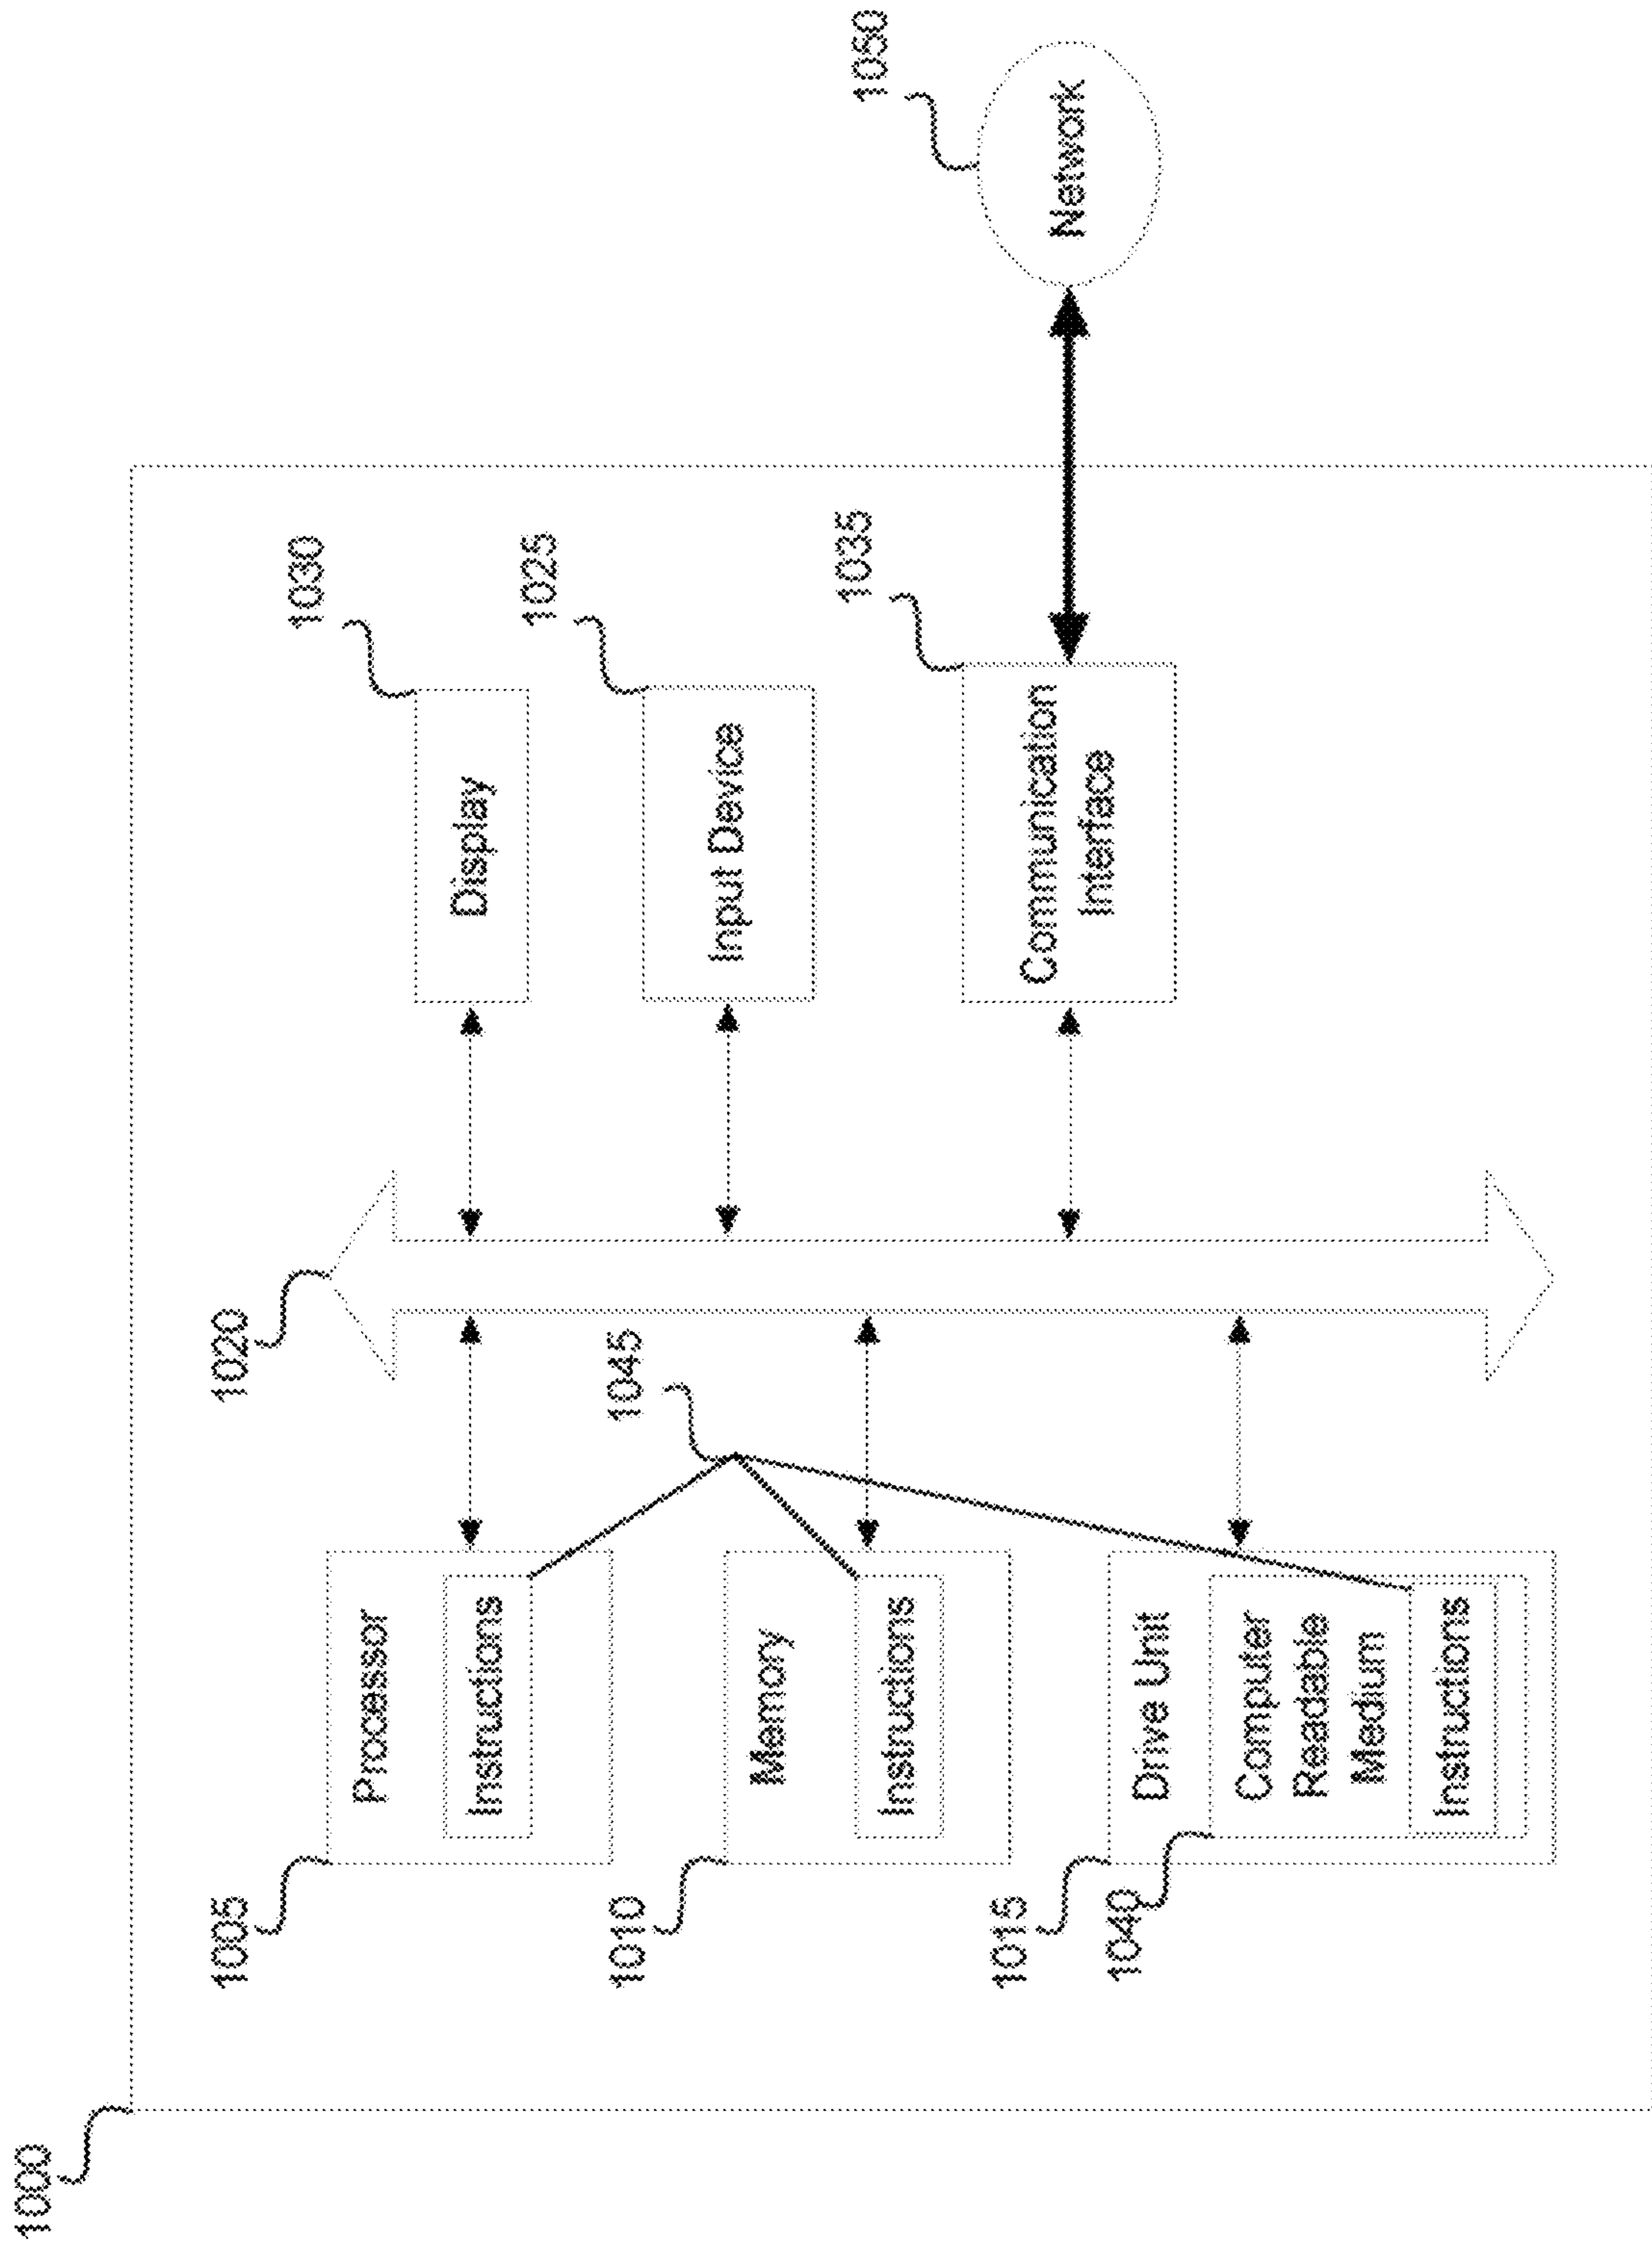 1000
1005
Processor
Instructions
1010
Memory
Instructions
1015
Drive Unit
1040
Computer
Readable
Medium
Instructions
1020
1045
1030
Display
1025
Input Device
1035
Communication
Interface
1050
Network